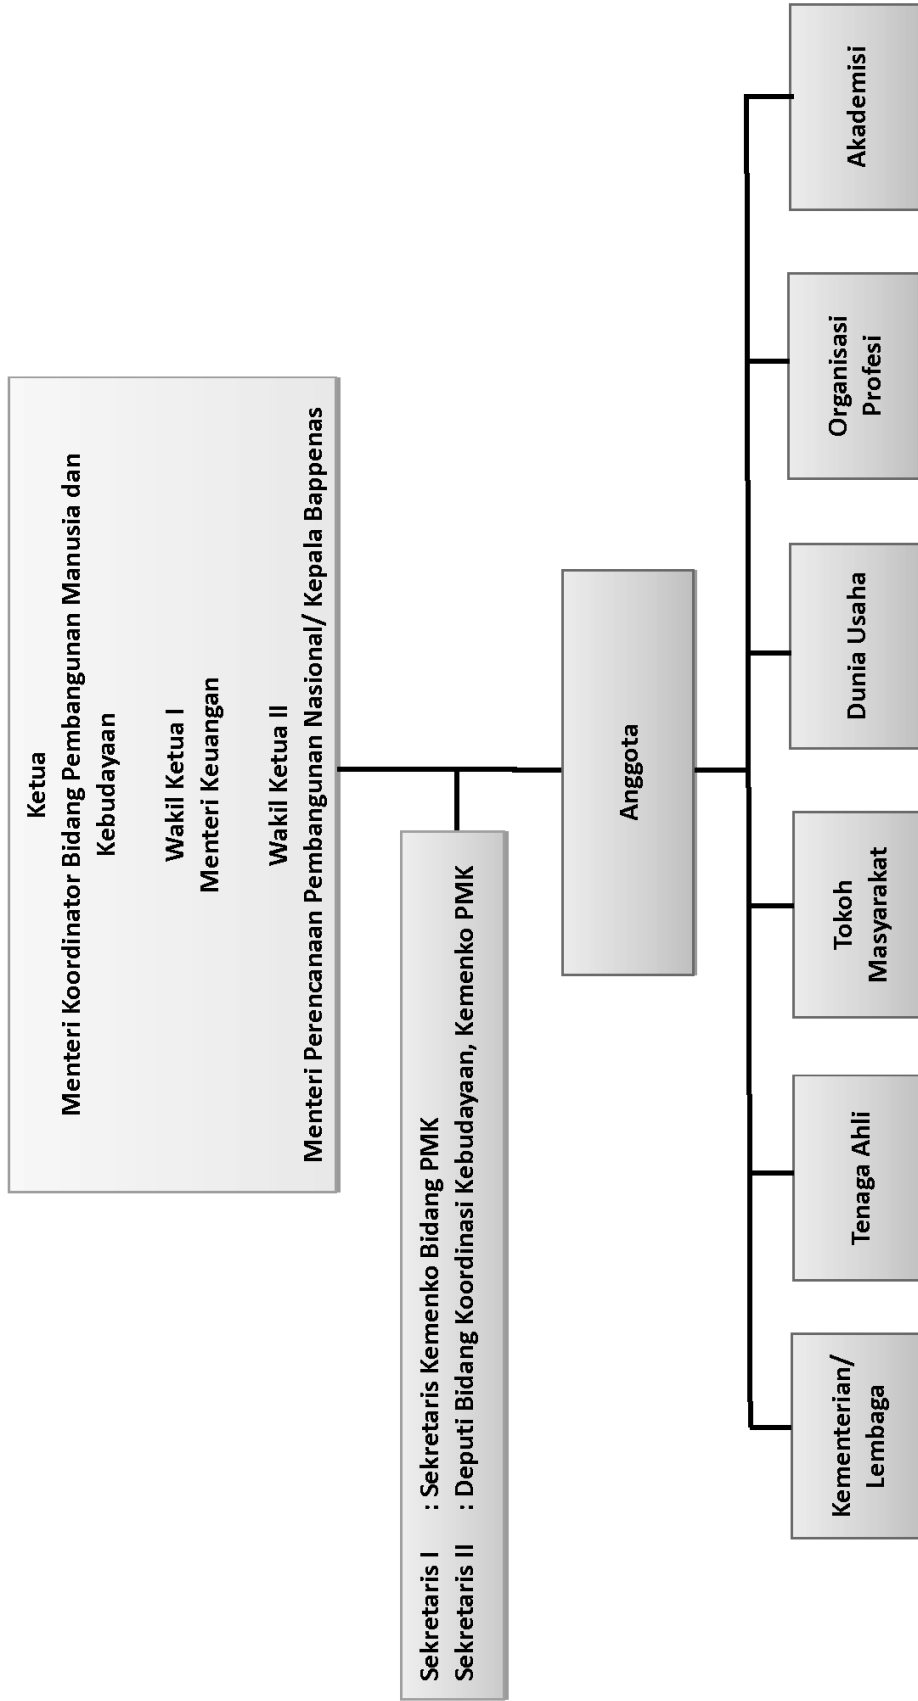 Ketua
Menteri Koordinator Bidang Pembangunan Manusia dan
Kebudayaan
Wakil Ketua I
Menteri Keuangan
Wakil Ketua II
Menteri Perencanaan Pembangunan Nasional/ Kepala Bappenas
Sekretaris I : Sekretaris Kemenko Bidang PMK
Sekretaris II : Deputi Bidang Koordinasi Kebudayaan, Kemenko PMK
Anggota
Kementerian/
Lembaga
Tenaga Ahli
Tokoh
Masyarakat
Dunia Usaha
Organisasi
Profesi
Akademisi